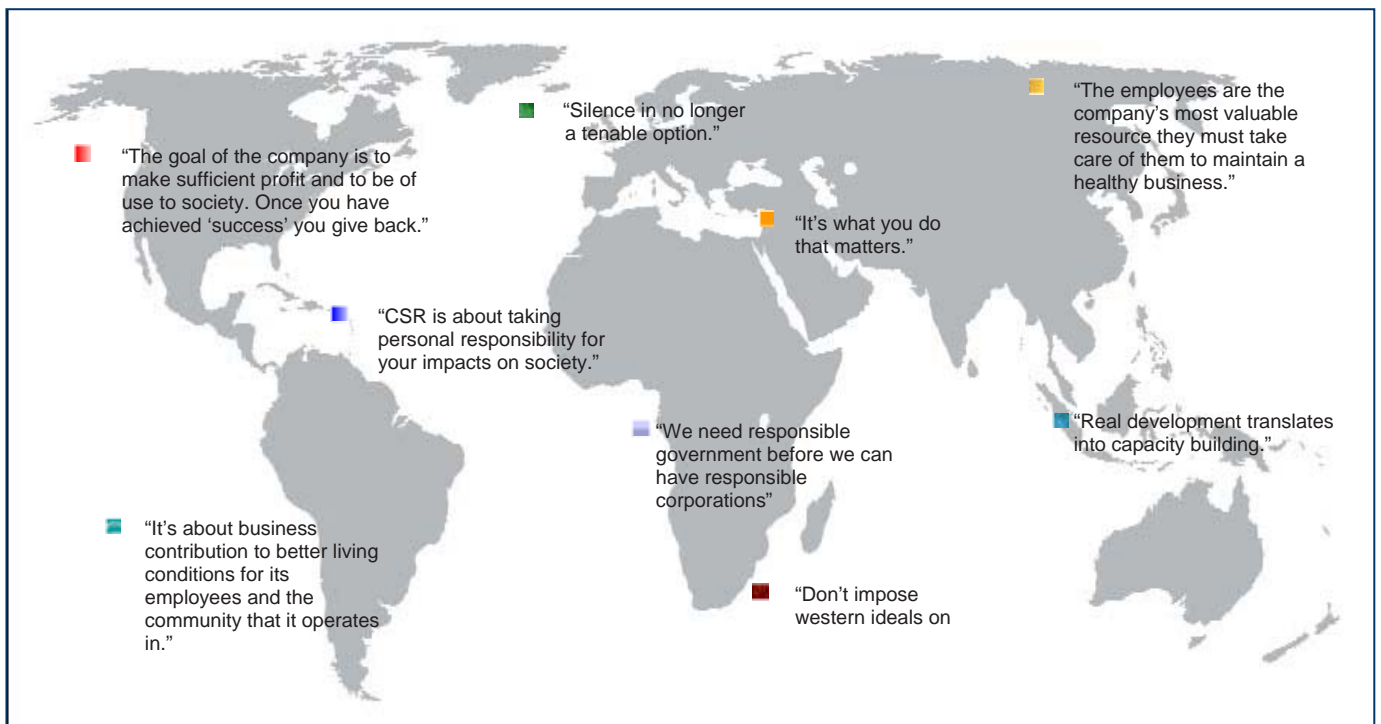 “Silence in no longer
a tenable option.”
“The employees are the
company’s most valuable
resource they must take
care of them to maintain a
healthy business.”
“The goal of the company is to
make sufficient profit and to be of
use to society. Once you have
achieved ‘success’ you give back.”
“It’s what you do
that matters.”
“CSR is about taking
personal responsibility for
your impacts on society.”
“We need responsible
government before we can
have responsible
corporations”
“Real development translates
into capacity building.”
“It’s about business
contribution to better living
conditions for its
employees and the
community that it operates
in.”
“Don’t impose
western ideals on